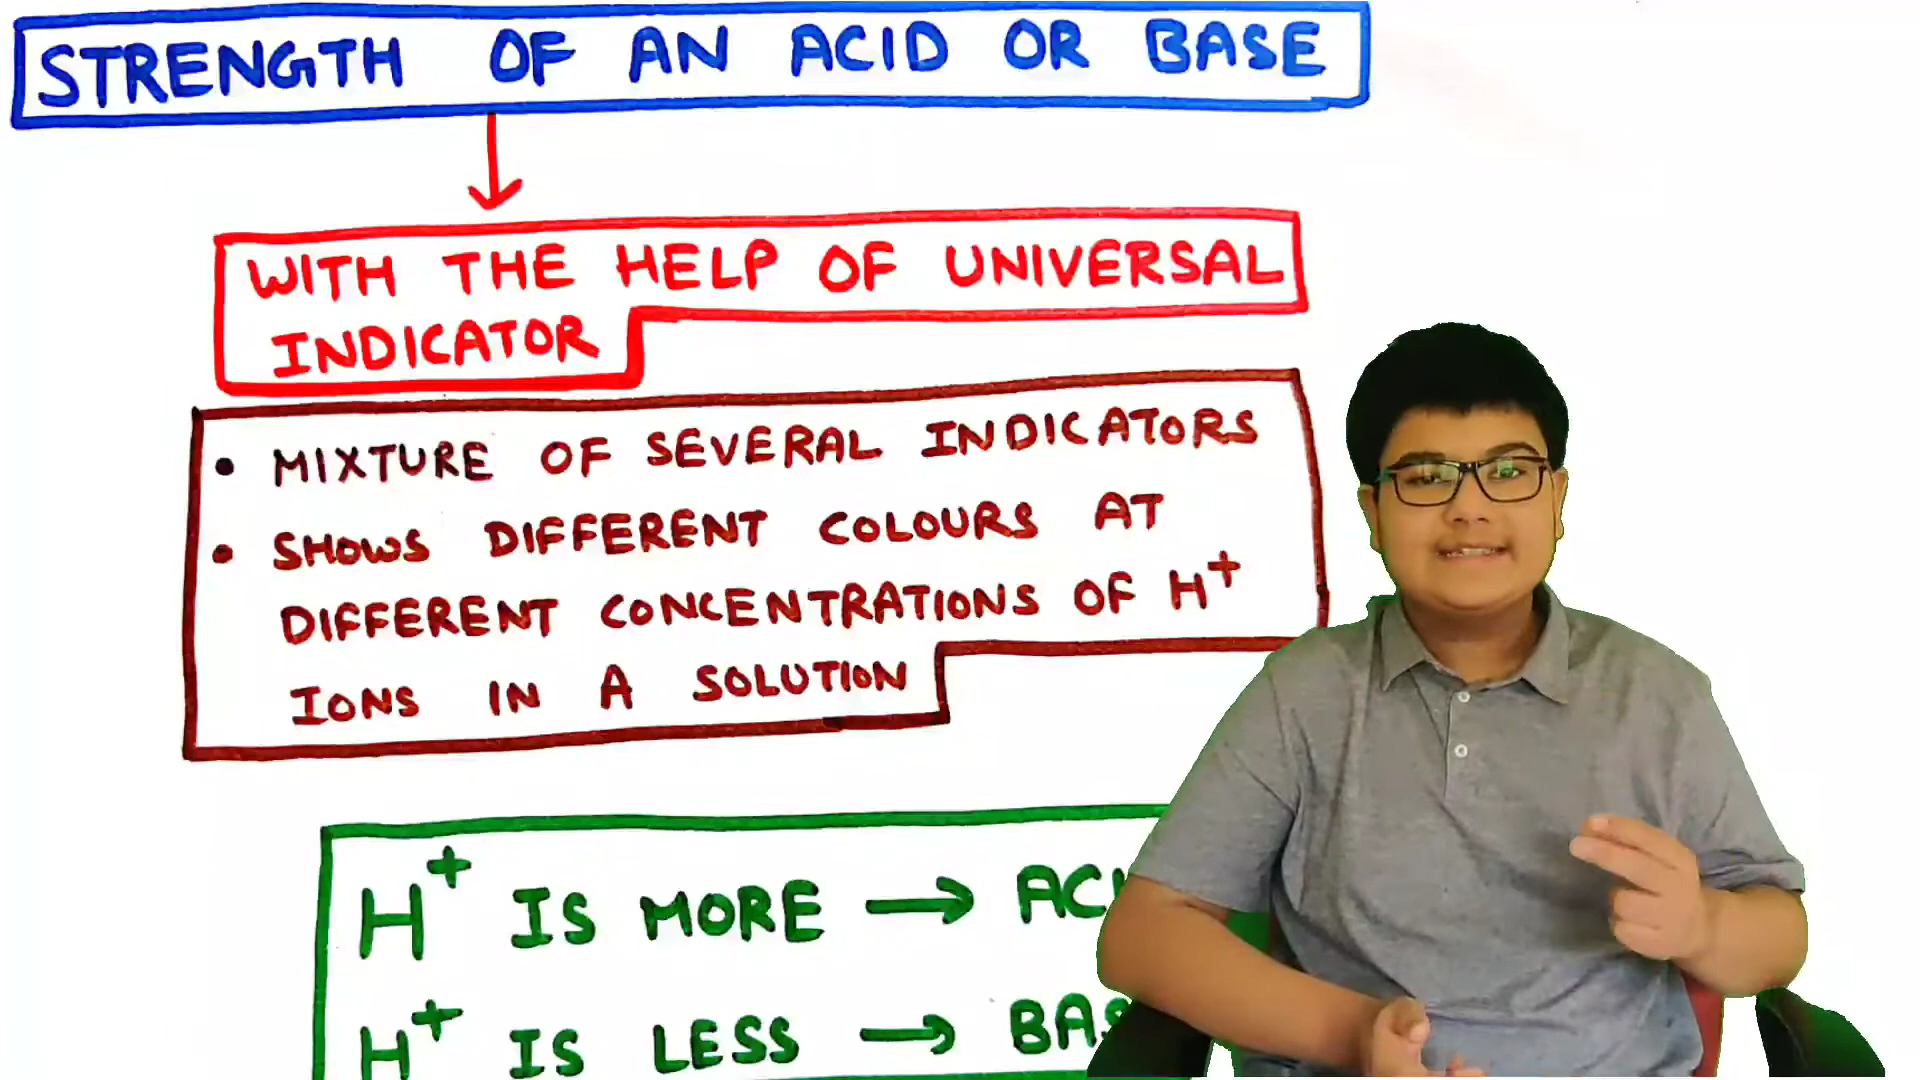 STRENGTH OF AN ACID OR BASE
WITH THE HELP OF UNIVERSAL
INDICATOR
• MIXTURE OF SEVERAL INDICATORS
• SHOWS DIFFERENT COLOURS AT
DIFFERENT CONCENTRATIONS OF H⁺
IONS IN A SOLUTION
H⁺ IS MORE →
H⁺ IS LESS →